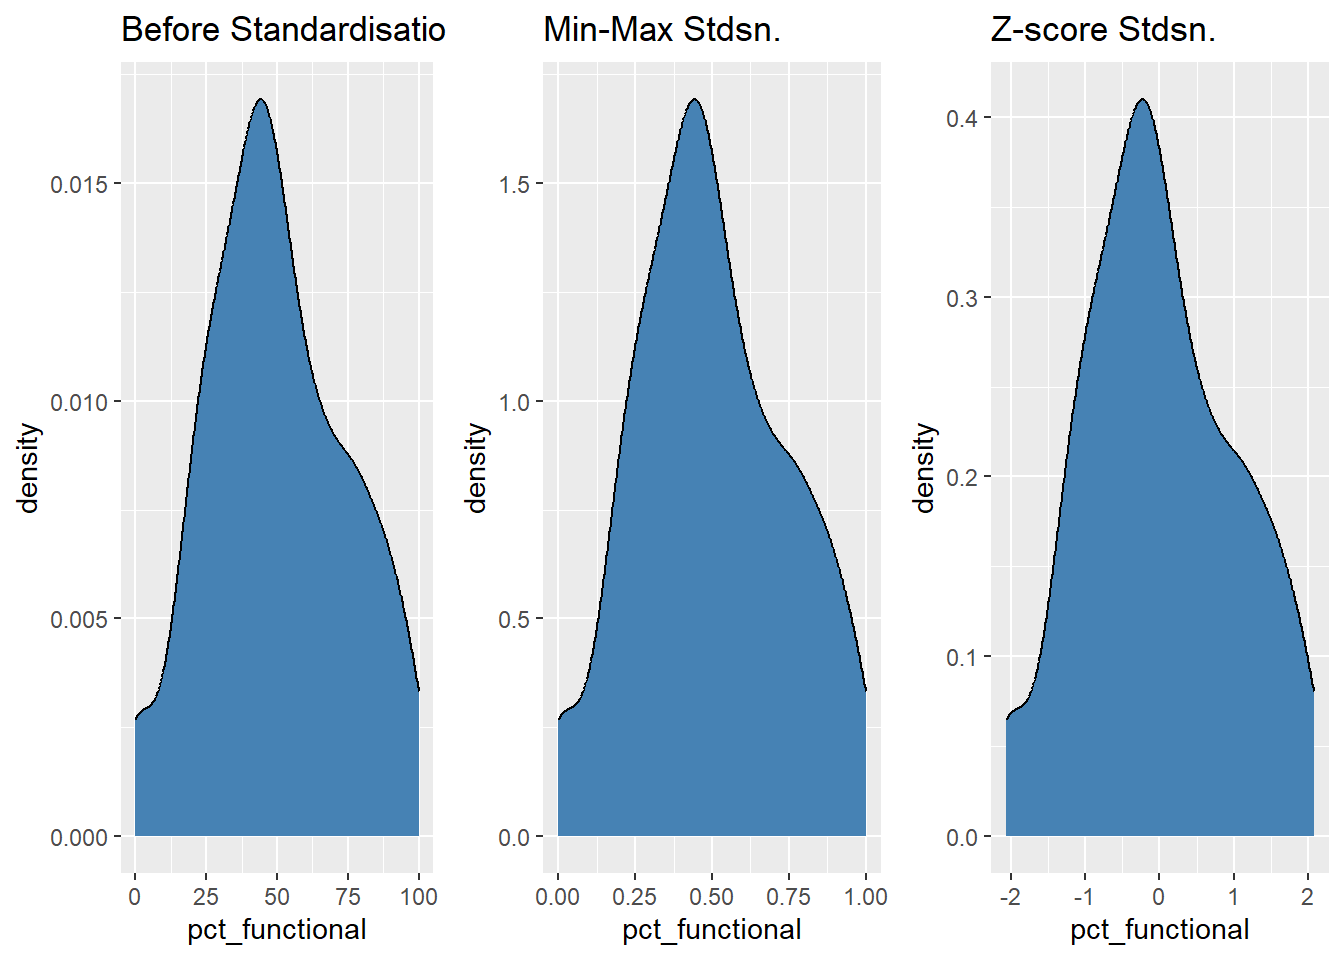 Before Standardisatio
density
0.015
0.010
0.005
0.000
0 25 50 75 100
pct_functional
Min-Max Stdsn.
density
1.5
1.0
0.5
0.0
0.00 0.25 0.50 0.75 1.00
pct_functional
Z-score Stdsn.
density
0.4
0.3
0.2
0.1
0.0
-2 -1 0 1 2
pct_functional